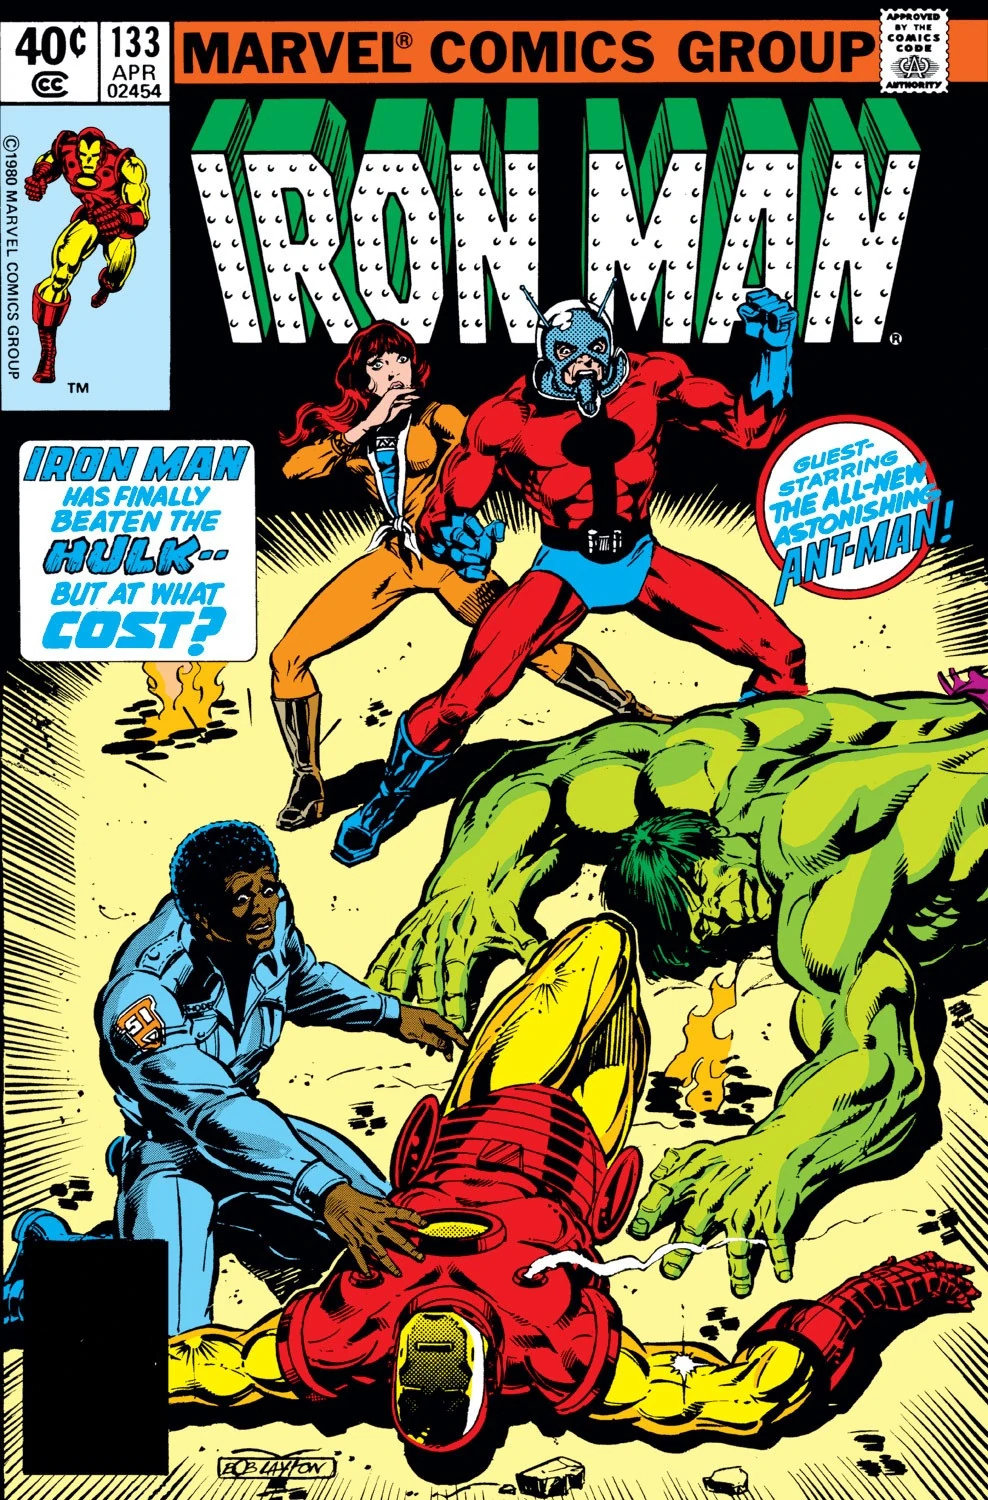 40¢
CC
133
APR
02454
MARVEL® COMICS GROUP
APPROVED
BY THE
COMICS
CODE
CA
AUTHORITY
©1980 MARVEL COMICS GROUP
TM
IRON MAN®
IRON MAN
HAS FINALLY
BEATEN THE
HULK--
BUT AT WHAT
COST?
GUEST-
STARRING
THE ALL-NEW
ASTONISHING
ANT-MAN!
SI
BOB LAYTON